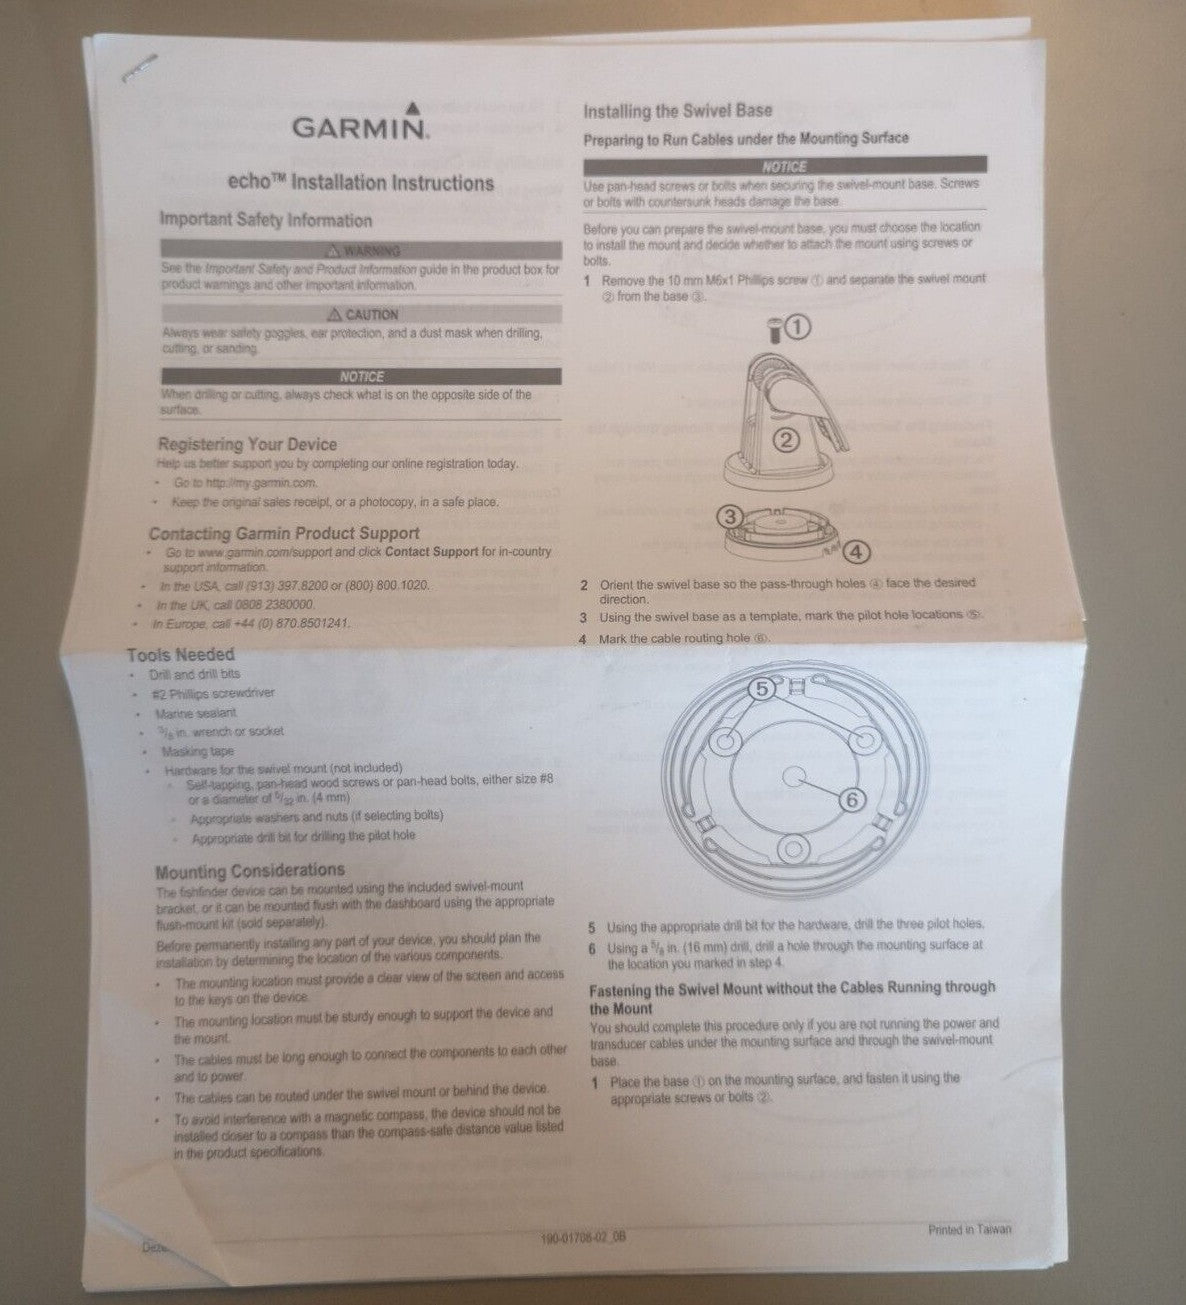 GARMIN.
echo™ Installation Instructions
Important Safety Information
⚠ WARNING
See the Important Safety and Product Information guide in the product box for
product warnings and other important information.
⚠ CAUTION
Always wear safety goggles, ear protection, and a dust mask when drilling,
cutting, or sanding.
NOTICE
When drilling or cutting, always check what is on the opposite side of the
surface.
Registering Your Device
Help us better support you by completing our online registration today.
• Go to http://my.garmin.com.
• Keep the original sales receipt, or a photocopy, in a safe place.
Contacting Garmin Product Support
• Go to www.garmin.com/support and click Contact Support for in-country
support information.
• In the USA, call (913) 397.8200 or (800) 800.1020.
• In the UK, call 0808 2380000.
• In Europe, call +44 (0) 870.8501241.
Tools Needed
• Drill and drill bits
• #2 Phillips screwdriver
• Marine sealant
• 5/8 in. wrench or socket
• Masking tape
• Hardware for the swivel mount (not included)
◦ Self-tapping, pan-head wood screws or pan-head bolts, either size #8
or a diameter of 5/32 in. (4 mm)
◦ Appropriate washers and nuts (if selecting bolts)
◦ Appropriate drill bit for drilling the pilot hole
Mounting Considerations
The fishfinder device can be mounted using the included swivel-mount
bracket, or it can be mounted flush with the dashboard using the appropriate
flush-mount kit (sold separately).
Before permanently installing any part of your device, you should plan the
installation by determining the location of the various components.
• The mounting location must provide a clear view of the screen and access
to the keys on the device.
• The mounting location must be sturdy enough to support the device and
the mount.
• The cables must be long enough to connect the components to each other
and to power.
• The cables can be routed under the swivel mount or behind the device.
• To avoid interference with a magnetic compass, the device should not be
installed closer to a compass than the compass-safe distance value listed
in the product specifications.
Installing the Swivel Base
Preparing to Run Cables under the Mounting Surface
NOTICE
Use pan-head screws or bolts when securing the swivel-mount base. Screws
or bolts with countersunk heads damage the base.
Before you can prepare the swivel-mount base, you must choose the location
to install the mount and decide whether to attach the mount using screws or
bolts.
1 Remove the 10 mm M6x1 Phillips screw ① and separate the swivel mount
② from the base ③.
①
②
③
④
2 Orient the swivel base so the pass-through holes ④ face the desired
direction.
3 Using the swivel base as a template, mark the pilot hole locations ⑤.
4 Mark the cable routing hole ⑥.
⑤
⑥
5 Using the appropriate drill bit for the hardware, drill the three pilot holes.
6 Using a 5/8 in. (16 mm) drill, drill a hole through the mounting surface at
the location you marked in step 4.
Fastening the Swivel Mount without the Cables Running through
the Mount
You should complete this procedure only if you are not running the power and
transducer cables under the mounting surface and through the swivel-mount
base.
1 Place the base ① on the mounting surface, and fasten it using the
appropriate screws or bolts ②.
190-01708-02_0B
Printed in Taiwan